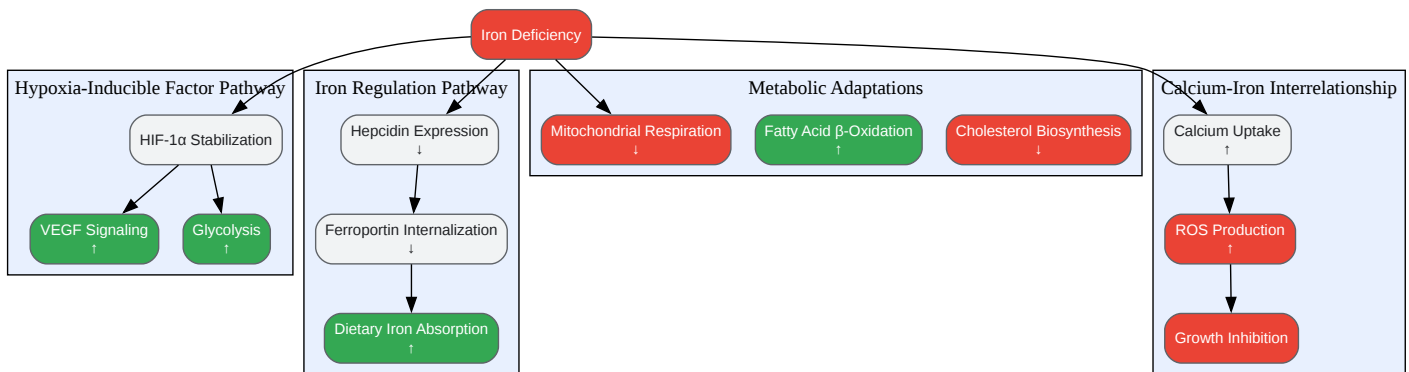 Iron Deficiency
Hypoxia-Inducible Factor Pathway
HIF-1α Stabilization
VEGF Signaling
↑
Glycolysis
↑
Iron Regulation Pathway
Hepcidin Expression
↓
Ferroportin Internalization
↓
Dietary Iron Absorption
↑
Metabolic Adaptations
Mitochondrial Respiration
↓
Fatty Acid β-Oxidation
↑
Cholesterol Biosynthesis
↓
Calcium-Iron Interrelationship
Calcium Uptake
↑
ROS Production
↑
Growth Inhibition